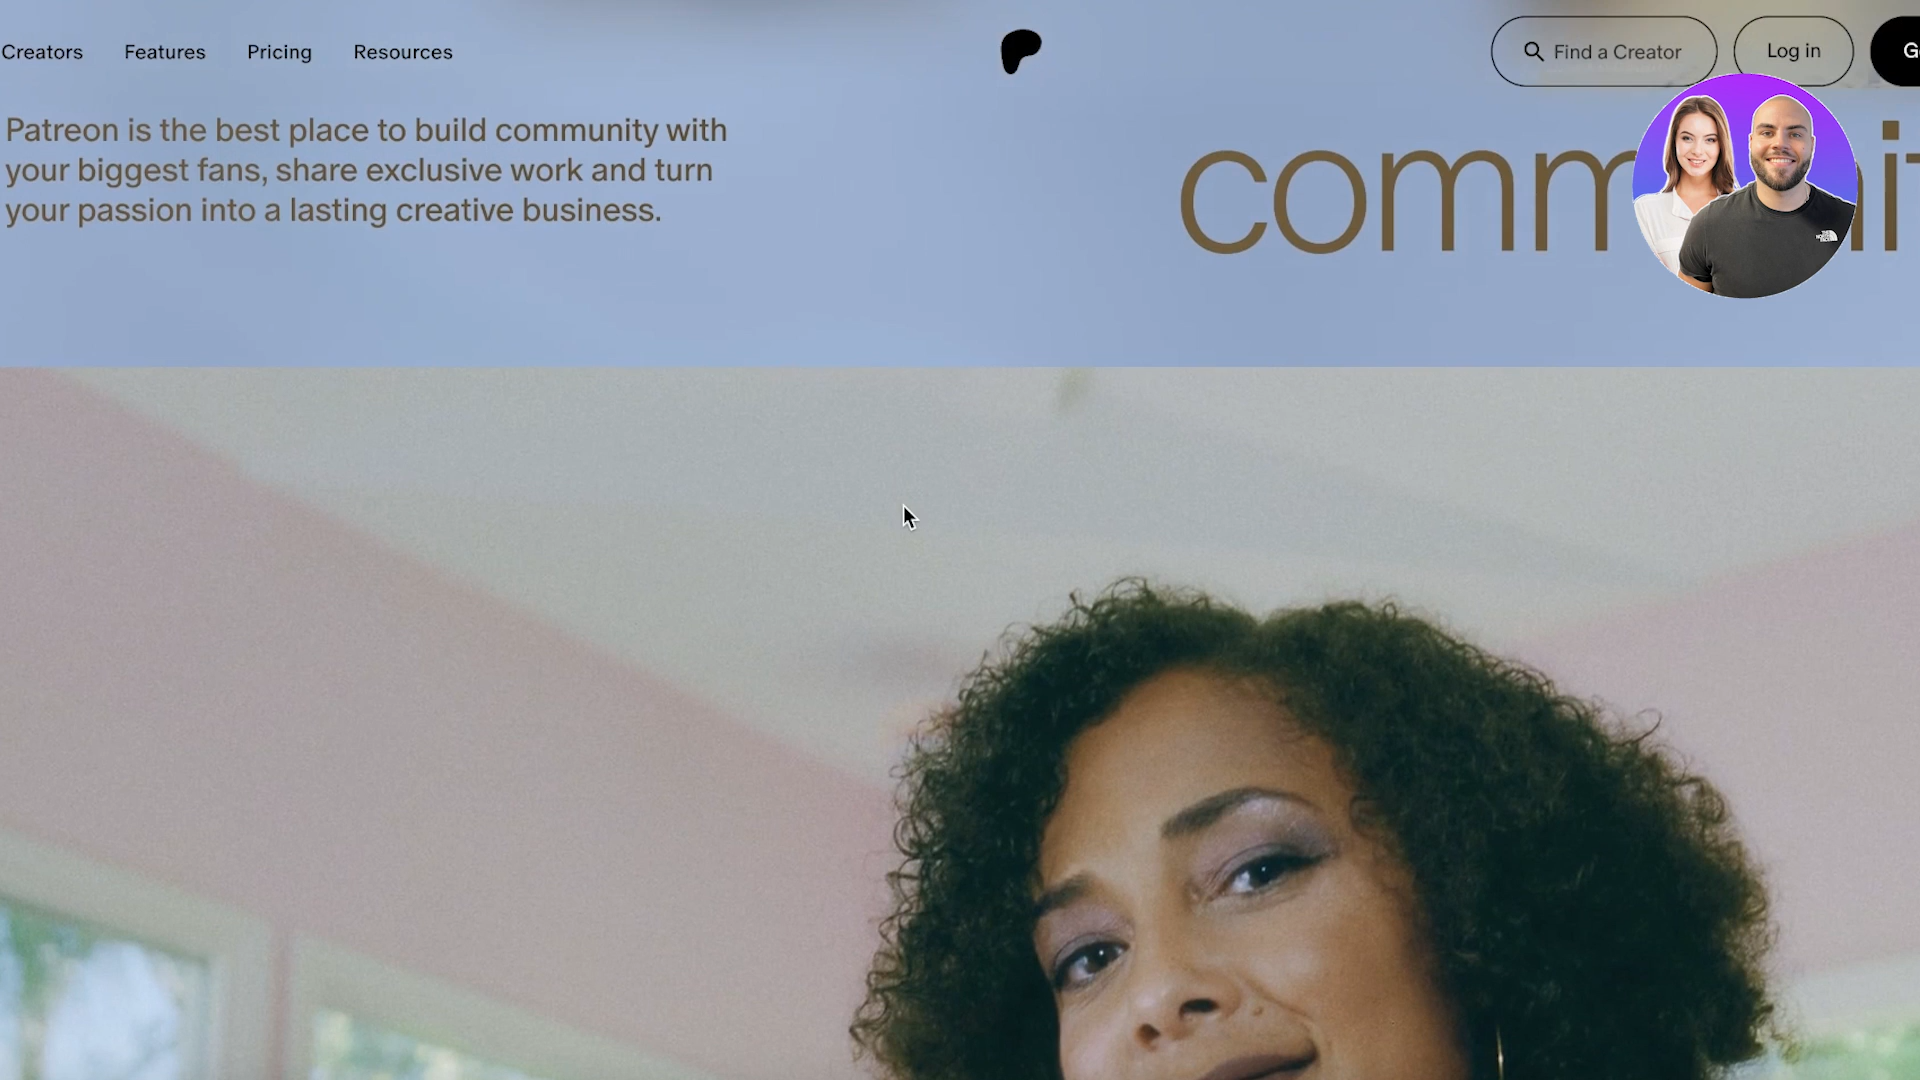 Creators Features Pricing Resources Find a Creator Log in
Patreon is the best place to build community with
your biggest fans, share exclusive work and turn
your passion into a lasting creative business.